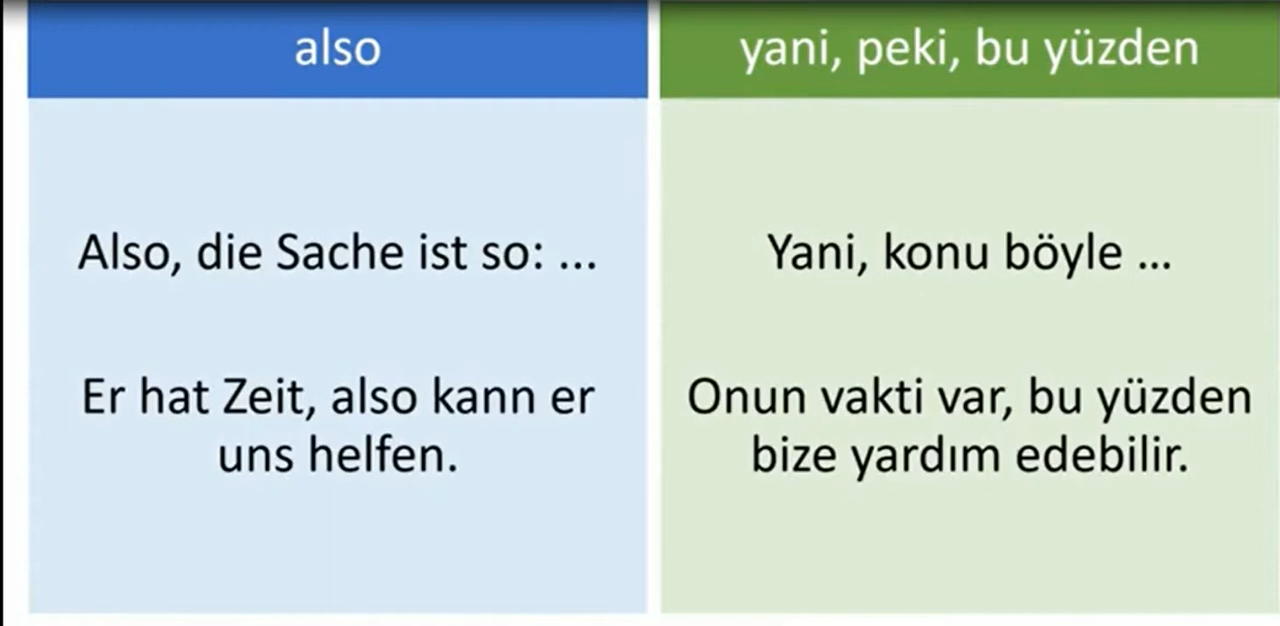 also
yani, peki, bu yüzden
Also, die Sache ist so: ...
Yani, konu böyle ...
Er hat Zeit, also kann er
uns helfen.
Onun vakti var, bu yüzden
bize yardım edebilir.